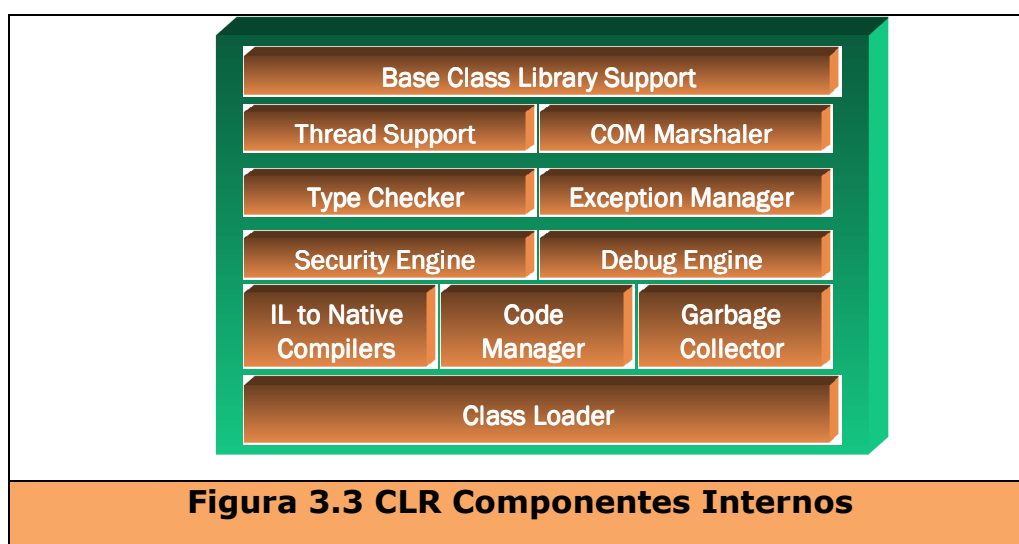 Base Class Library Support
Thread Support
COM Marshaler
Type Checker
Exception Manager
Security Engine
Debug Engine
IL to Native
Compilers
Code
Manager
Garbage
Collector
Class Loader
Figura 3.3 CLR Componentes Internos